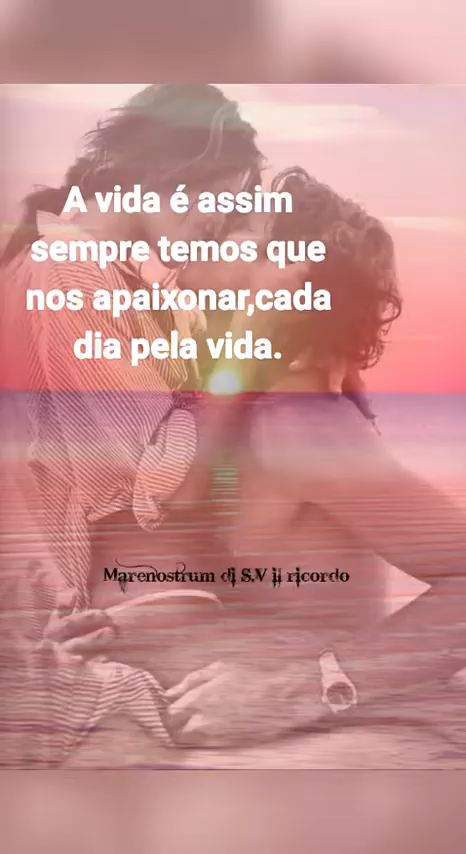 A vida é assim
sempre temos que
nos apaixonar,cada
dia pela vida.
Marenostrum di S.V il ricordo